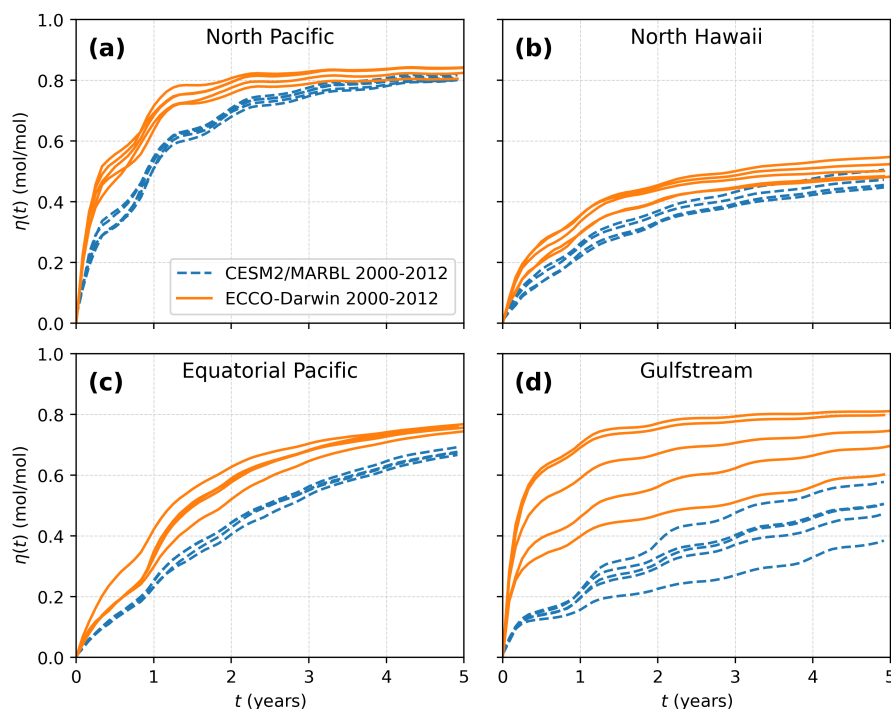 (a) North Pacific
(b) North Hawaii
1.0
0.8
0.6
0.4
0.2
0.0
η(t) (mol/mol)
CESM2/MARBL 2000-2012
ECCO-Darwin 2000-2012
(c) Equatorial Pacific
(d) Gulfstream
1.0
0.8
0.6
0.4
0.2
0.0
η(t) (mol/mol)
0 1 2 3 4 5
0 1 2 3 4 5
t (years)
t (years)